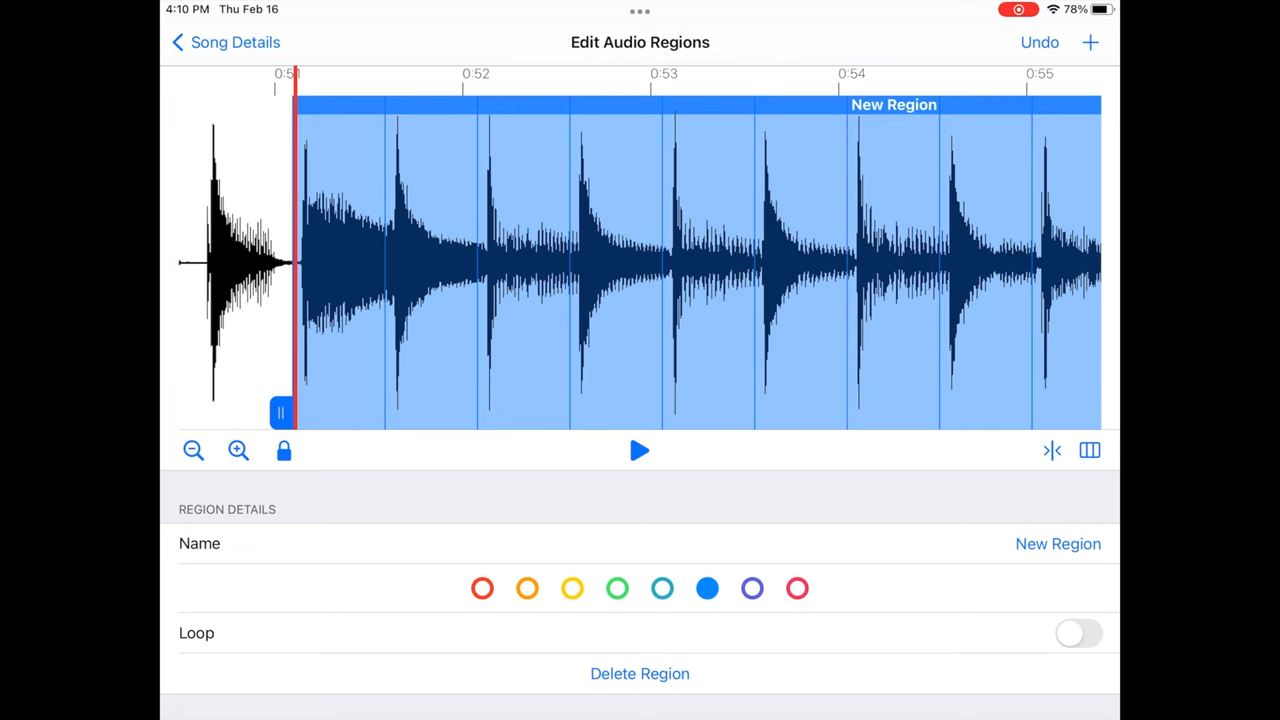 4:10 PM Thu Feb 16
78%
Song Details
Edit Audio Regions
Undo
0:51 0:52 0:53 0:54 0:55
New Region
REGION DETAILS
Name
New Region
Loop
Delete Region